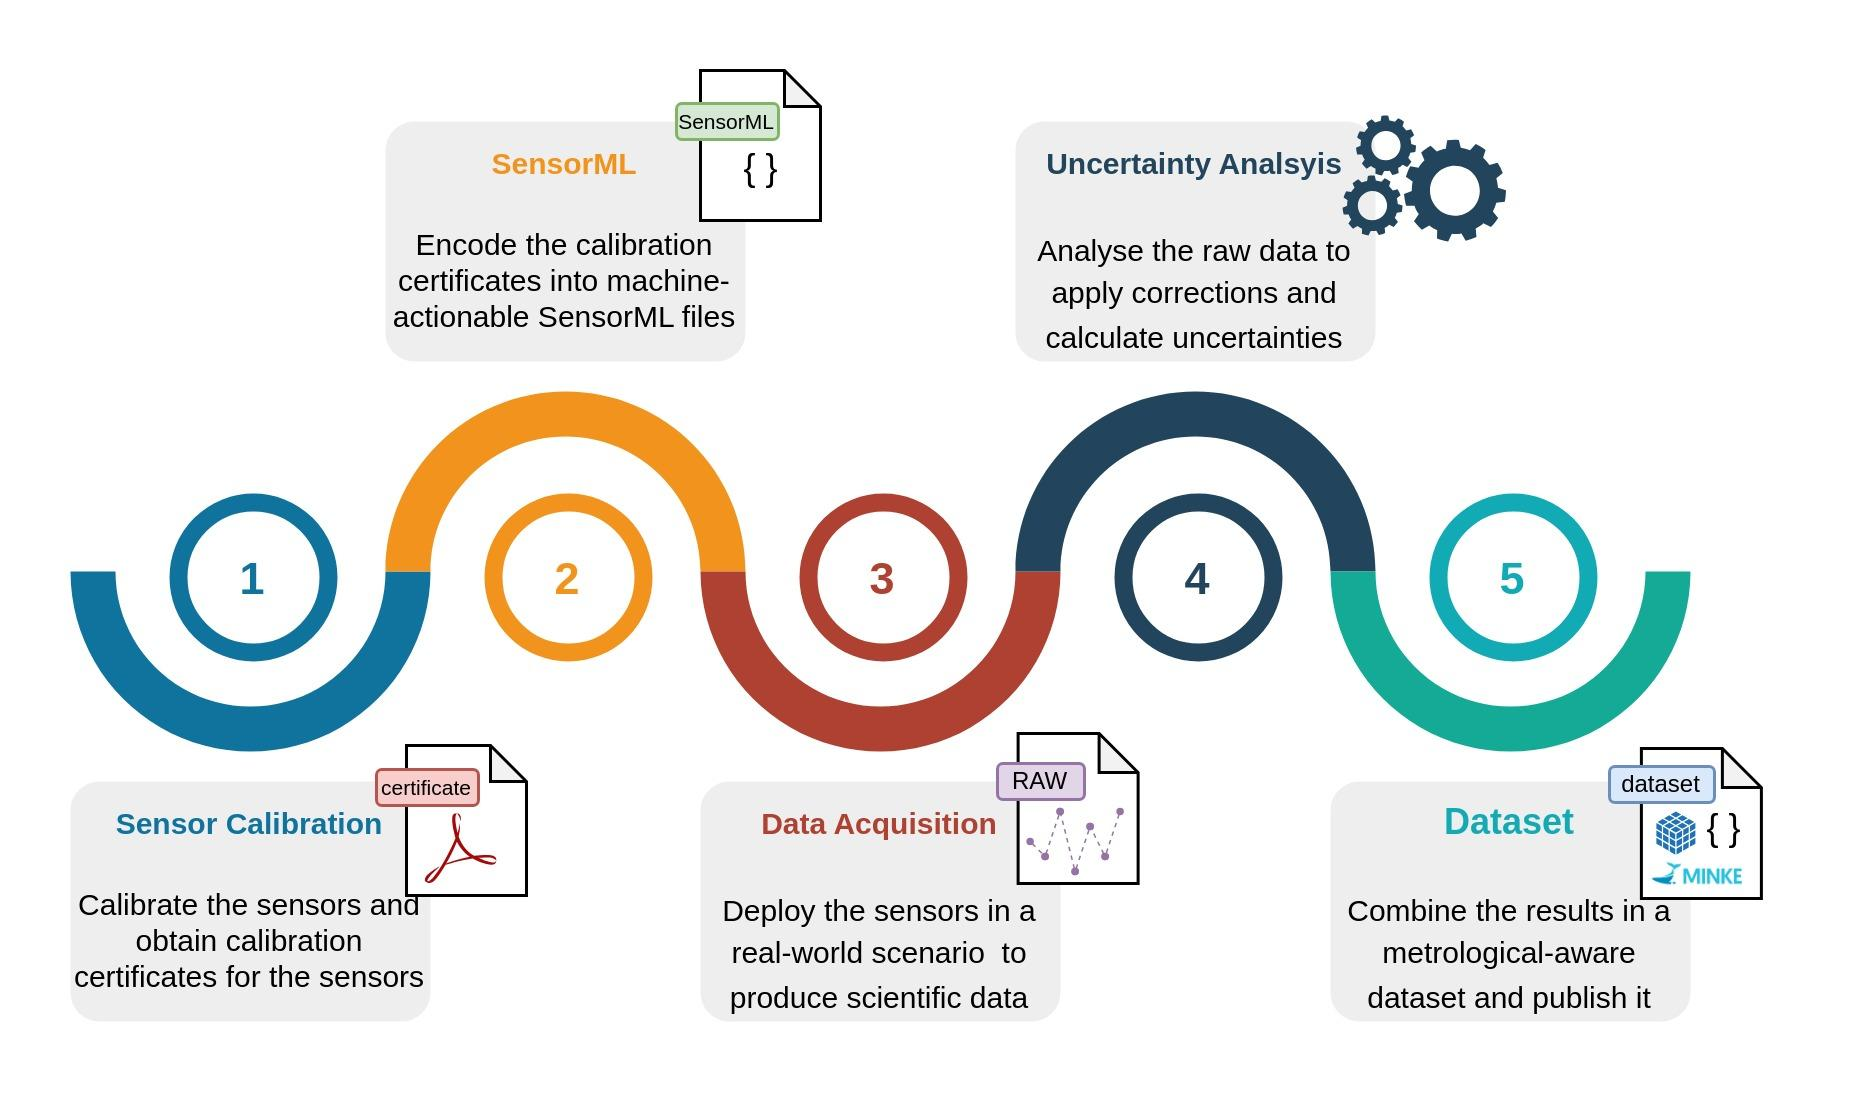 SensorML
SensorML
{ }
Encode the calibration
certificates into machine-
actionable SensorML files
Uncertainty Analsyis
Analyse the raw data to
apply corrections and
calculate uncertainties
1
2
3
4
5
certificate
Sensor Calibration
Calibrate the sensors and
obtain calibration
certificates for the sensors
RAW
Data Acquisition
Deploy the sensors in a
real-world scenario  to
produce scientific data
dataset
Dataset
{ }
MINKE
Combine the results in a
metrological-aware
dataset and publish it